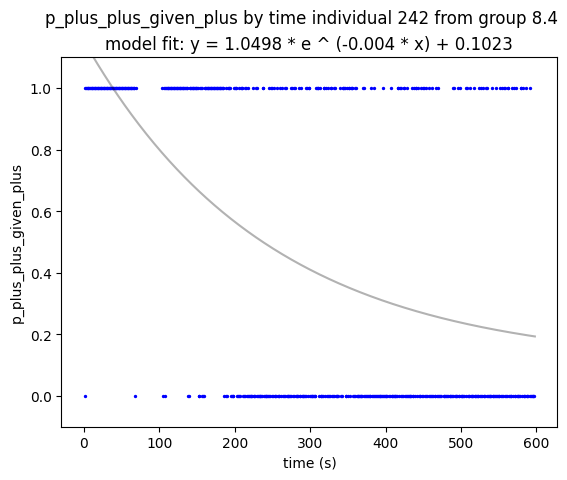 p_plus_plus_given_plus by time individual 242 from group 8.4
model fit: y = 1.0498 * e ^ (-0.004 * x) + 0.1023
1.0
0.8
0.6
0.4
0.2
0.0
p_plus_plus_given_plus
0 100 200 300 400 500 600
time (s)